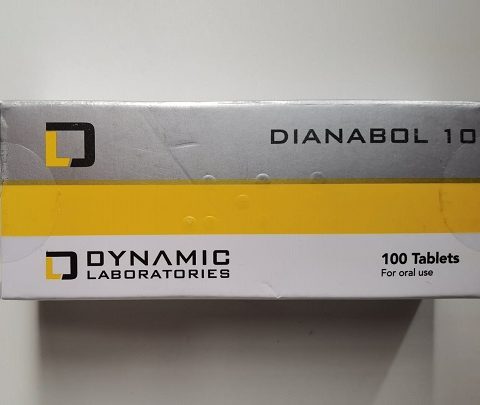 DIANABOL 10
DYNAMIC
LABORATORIES
100 Tablets
For oral use